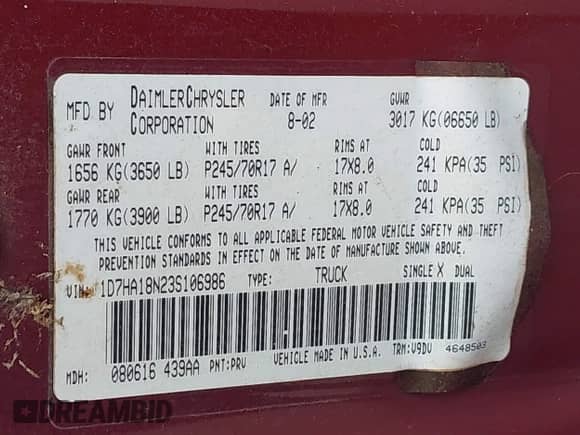 MFD BY DAIMLERCHRYSLER CORPORATION DATE OF MFR 8-02 GVWR 3017 KG(06650 LB)
GAWR FRONT WITH TIRES RIMS AT COLD
1656 KG(3650 LB) P245/70R17 A/ 17X8.0 241 KPA(35 PSI)
GAWR REAR WITH TIRES RIMS AT COLD
1770 KG(3900 LB) P245/70R17 A/ 17X8.0 241 KPA(35 PSI)
THIS VEHICLE CONFORMS TO ALL APPLICABLE FEDERAL MOTOR VEHICLE SAFETY AND THEFT
PREVENTION STANDARDS IN EFFECT ON THE DATE OF MANUFACTURE SHOWN ABOVE.
VIN: 1D7HA18N23S106986 TYPE: TRUCK SINGLE X DUAL
MDH: 080616 439AA PNT:PRV VEHICLE MADE IN U.S.A. TRM:V9DV 4648503
DREAMBID